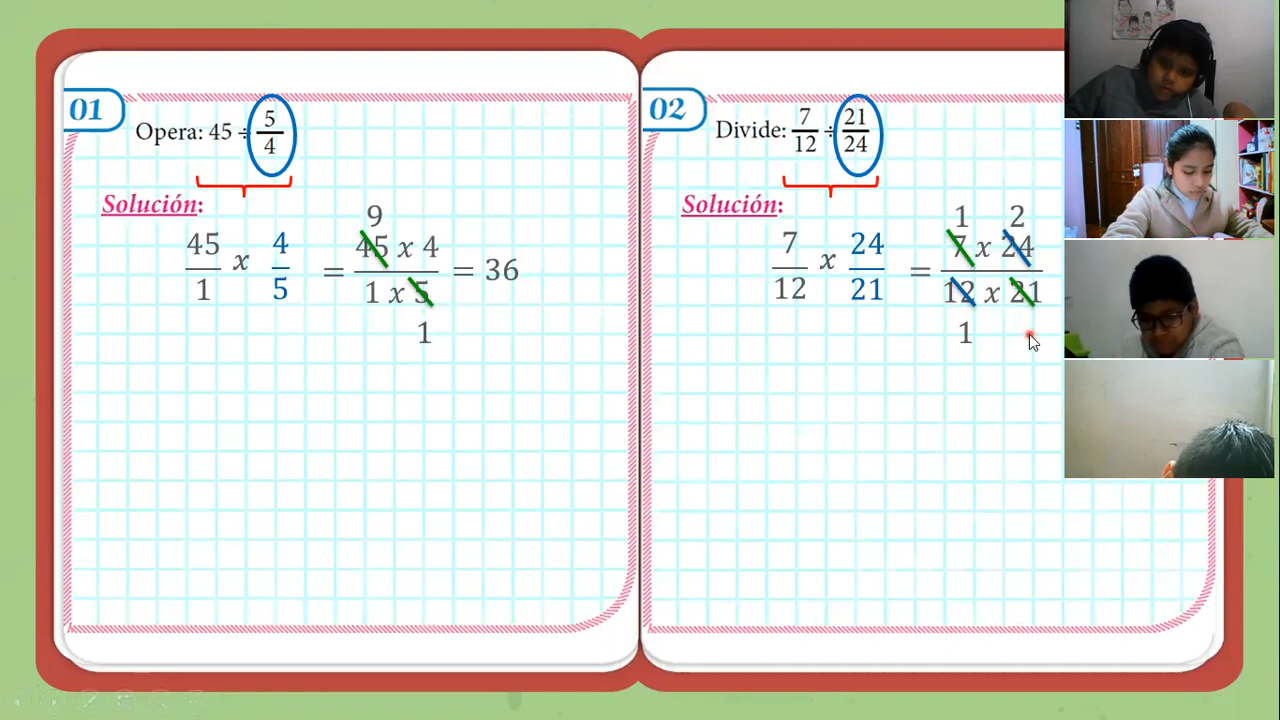 01
Opera: 45 ÷ 5/4
Solución:
45/1 x 4/5 = 45 x 4 / 1 x 5 = 36
9
1
02
Divide: 7/12 ÷ 21/24
Solución:
7/12 x 24/21 = 7 x 24 / 12 x 21
1 2
1